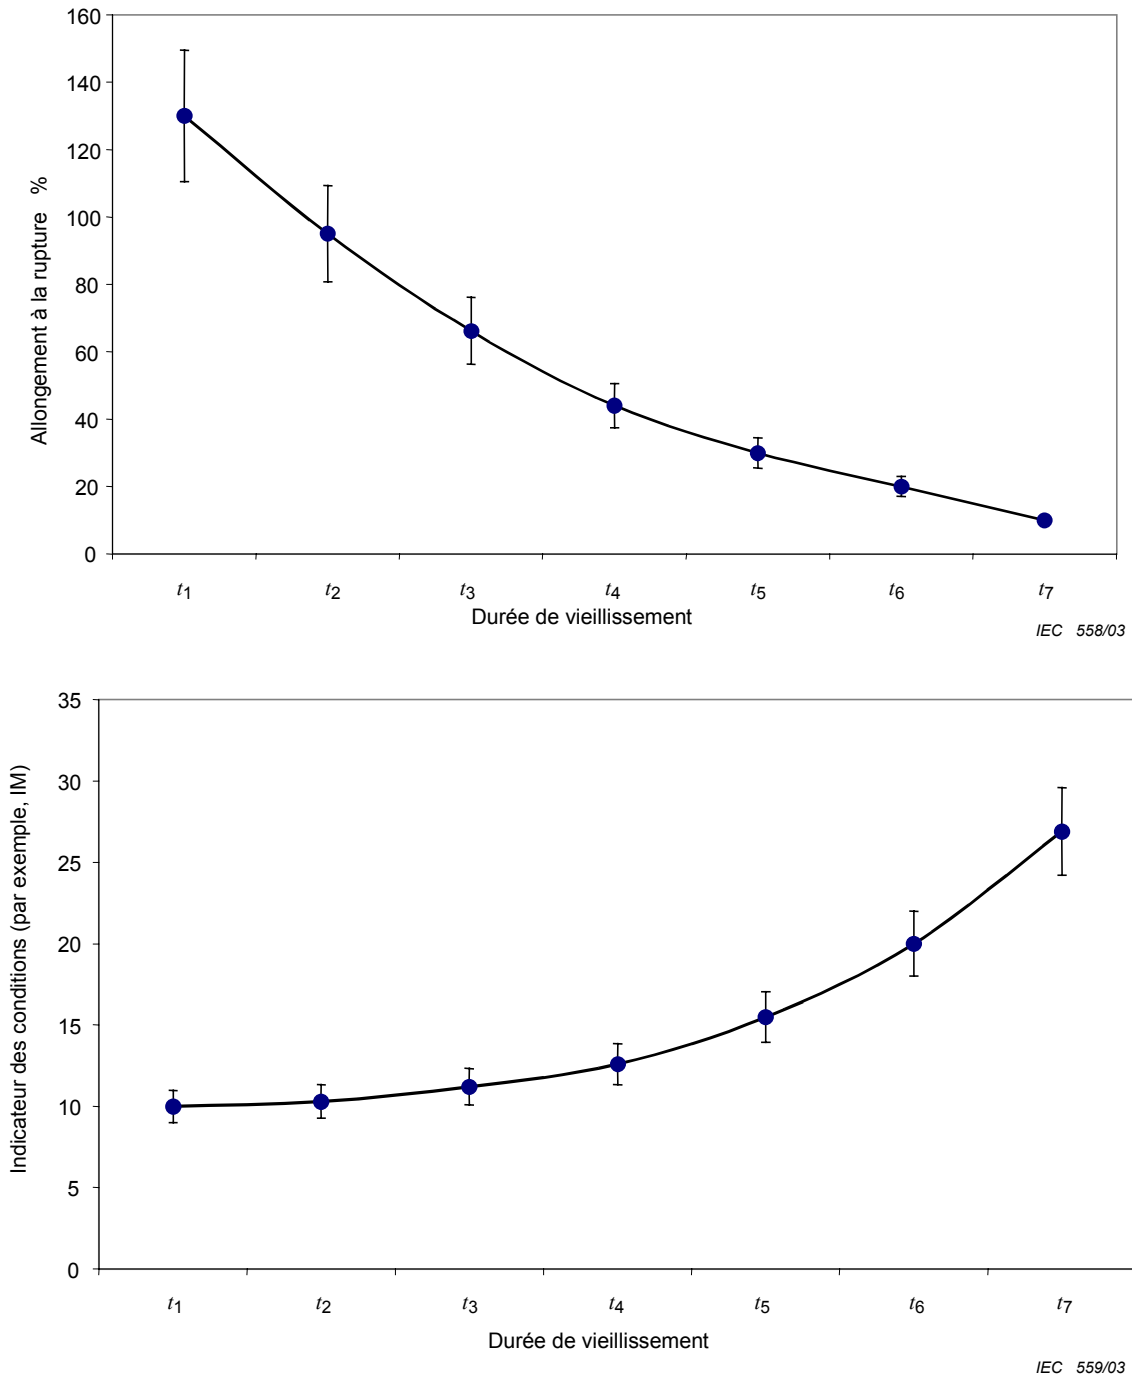 160
140
120
100
80
60
40
20
0
Allongement à la rupture %
t1 t2 t3 t4 t5 t6 t7
Durée de vieillissement
IEC 558/03
35
30
25
20
15
10
5
0
Indicateur des conditions (par exemple, IM)
t1 t2 t3 t4 t5 t6 t7
Durée de vieillissement
IEC 559/03